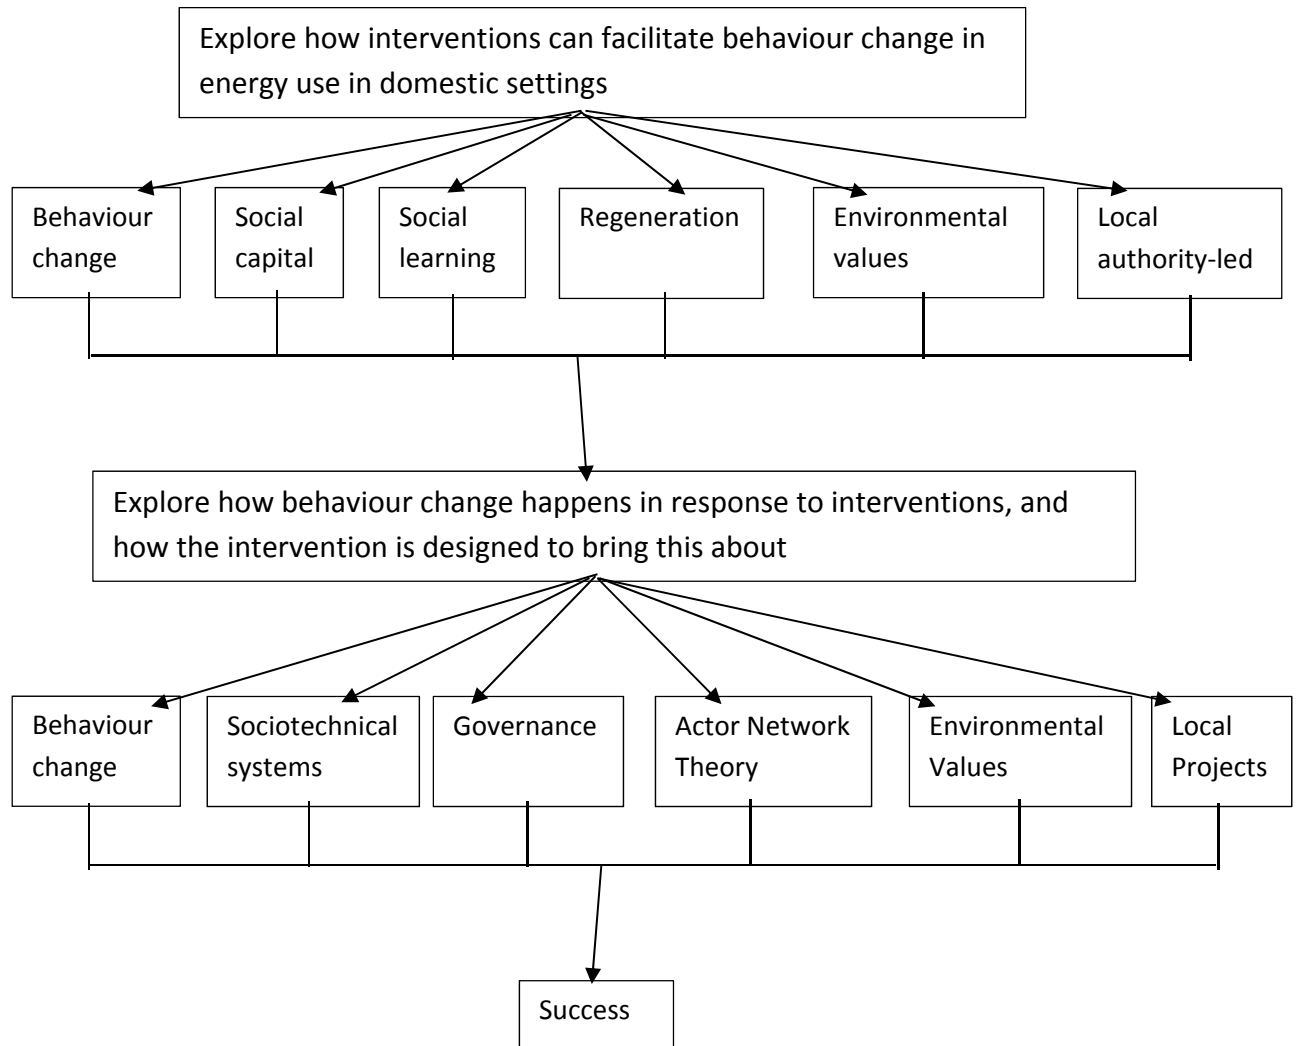 Explore how interventions can facilitate behaviour change in
energy use in domestic settings
Behaviour
change
Social
capital
Social
learning
Regeneration
Environmental
values
Local
authority-led
Explore how behaviour change happens in response to interventions, and
how the intervention is designed to bring this about
Behaviour
change
Sociotechnical
systems
Governance
Actor Network
Theory
Environmental
Values
Local
Projects
Success